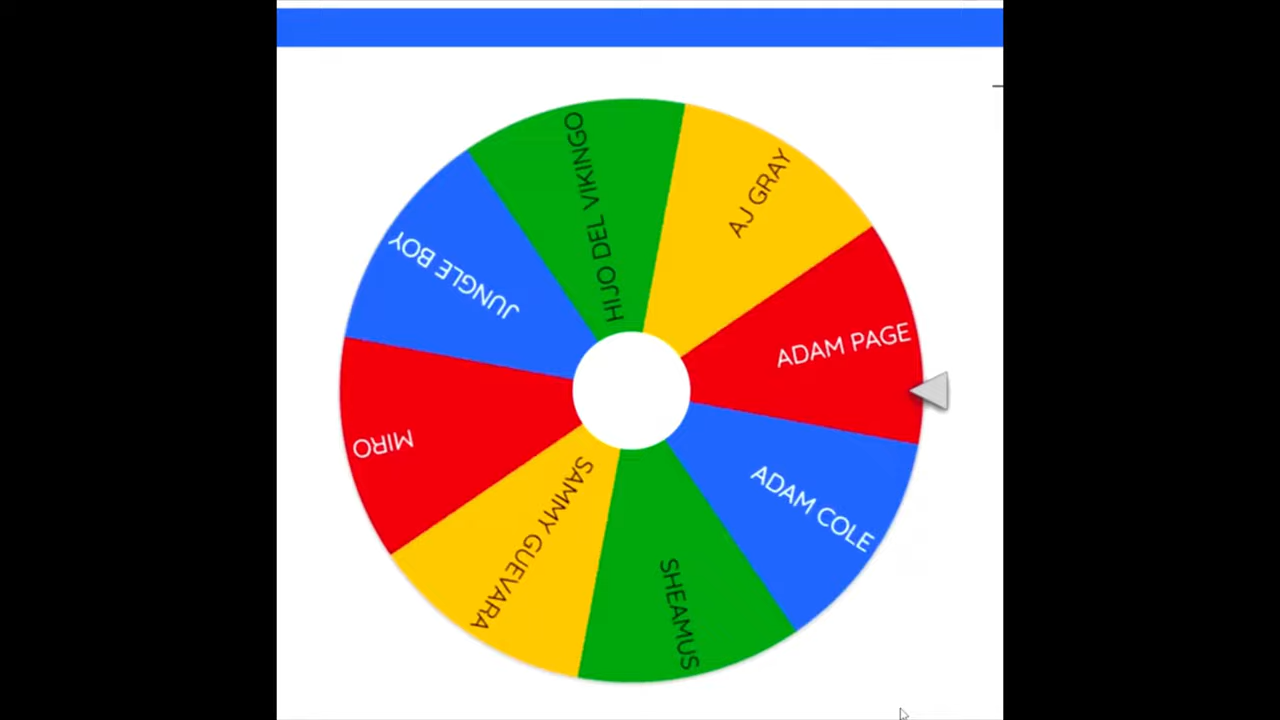 HIJO DEL VIKINGO
AJ GRAY
JUNGLE BOY
ADAM PAGE
MIRO
ADAM COLE
SAMMY GUEVARA
SHEAMUS